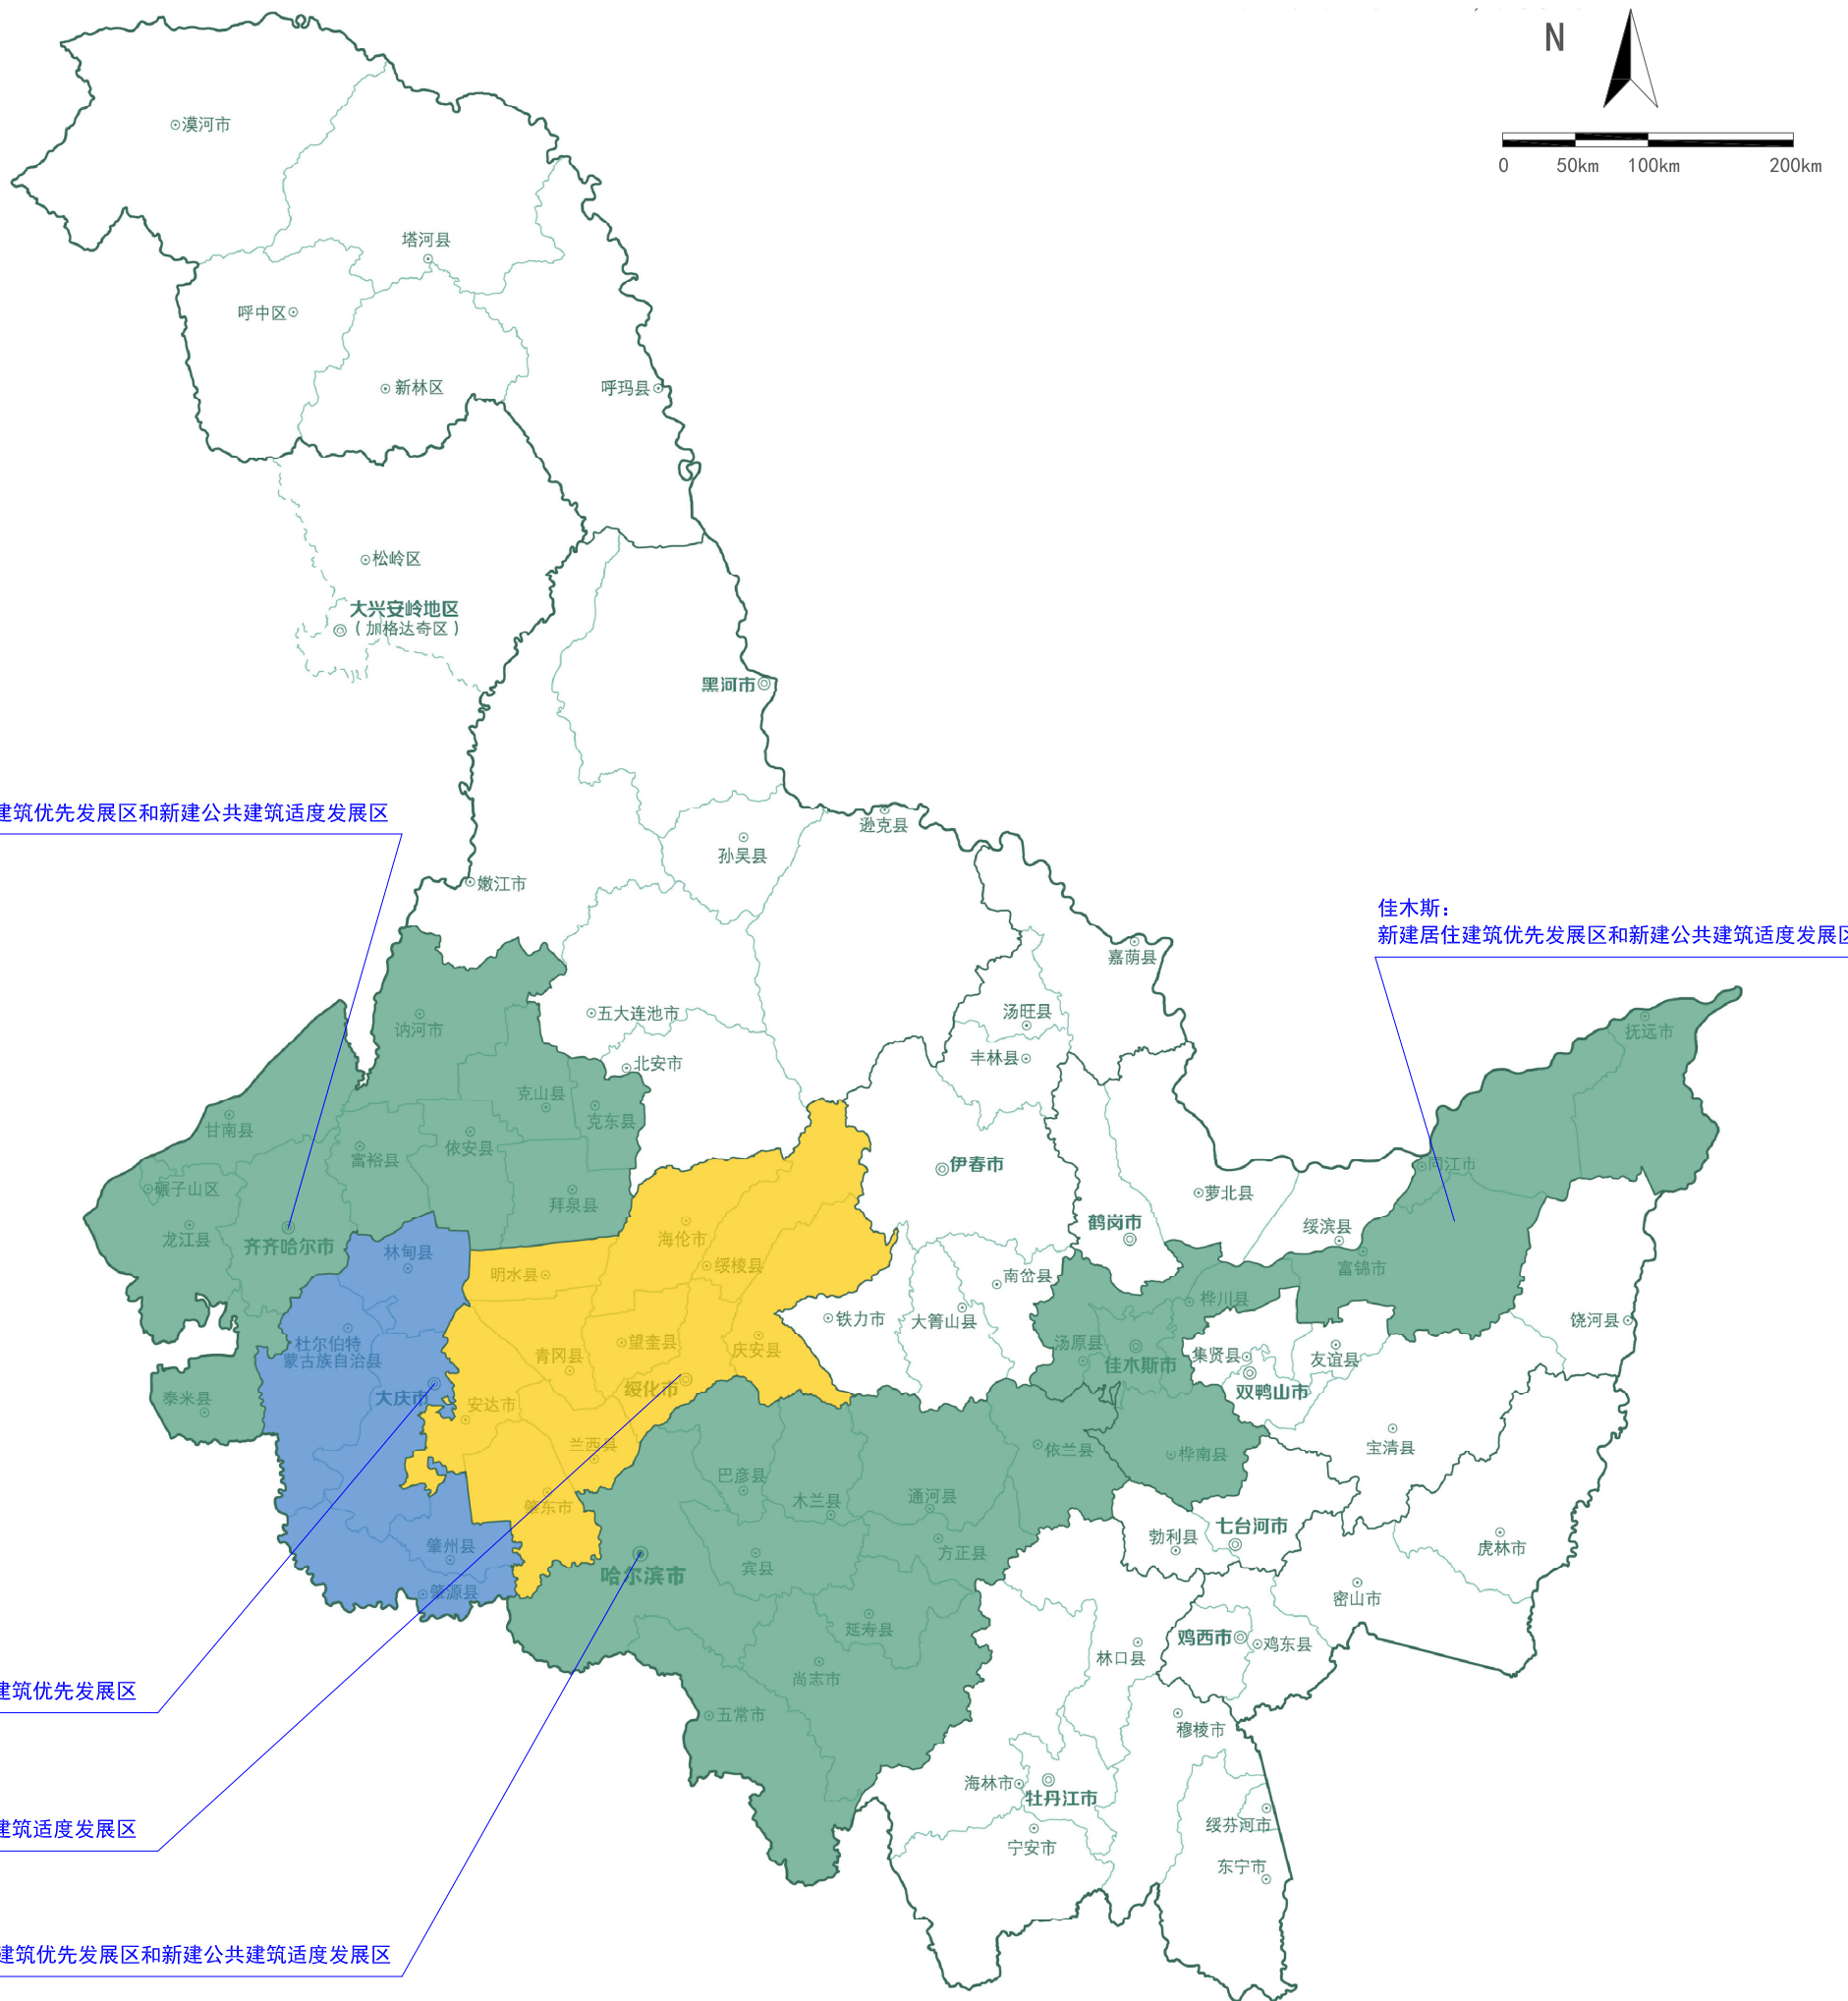 N
0 50km 100km 200km
漠河市
塔河县
呼中区
新林区
呼玛县
松岭区
大兴安岭地区
(加格达奇区)
黑河市
建筑优先发展区和新建公共建筑适度发展区
逊克县
孙吴县
嫩江市
佳木斯：
新建居住建筑优先发展区和新建公共建筑适度发展区
嘉荫县
讷河市
五大连池市
汤旺县
抚远市
丰林县
北安市
克山县
克东县
甘南县
富裕县
依安县
伊春市
同江市
碾子山区
拜泉县
萝北县
龙江县
齐齐哈尔市
林甸县
海伦市
鹤岗市
绥滨县
明水县
绥棱县
南岔县
富锦市
桦川县
杜尔伯特
蒙古族自治县
望奎县
庆安县
铁力市
大箐山县
汤原县
饶河县
青冈县
佳木斯市
集贤县
友谊县
泰来县
大庆市
安达市
绥化市
双鸭山市
兰西县
依兰县
桦南县
宝清县
巴彦县
木兰县
通河县
肇东市
肇州县
七台河市
勃利县
虎林市
哈尔滨市
宾县
方正县
肇源县
密山市
延寿县
鸡西市
鸡东县
林口县
尚志市
建筑优先发展区
五常市
穆棱市
海林市
牡丹江市
建筑适度发展区
宁安市
绥芬河市
东宁市
建筑优先发展区和新建公共建筑适度发展区